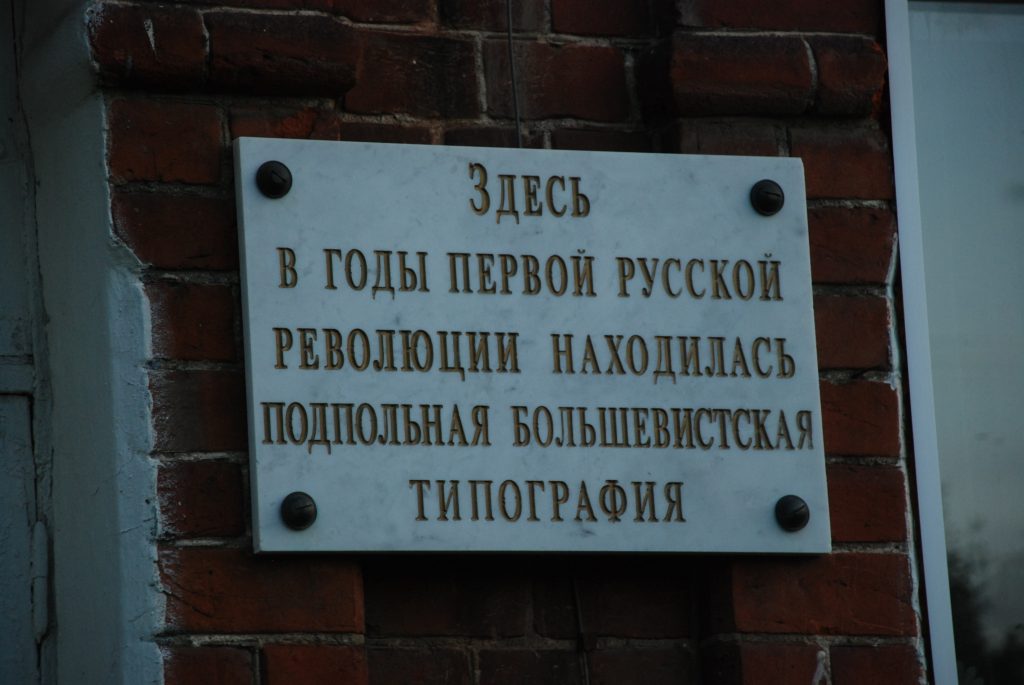 Здесь
в годы первой русской
революции находилась
подпольная большевистская
типография